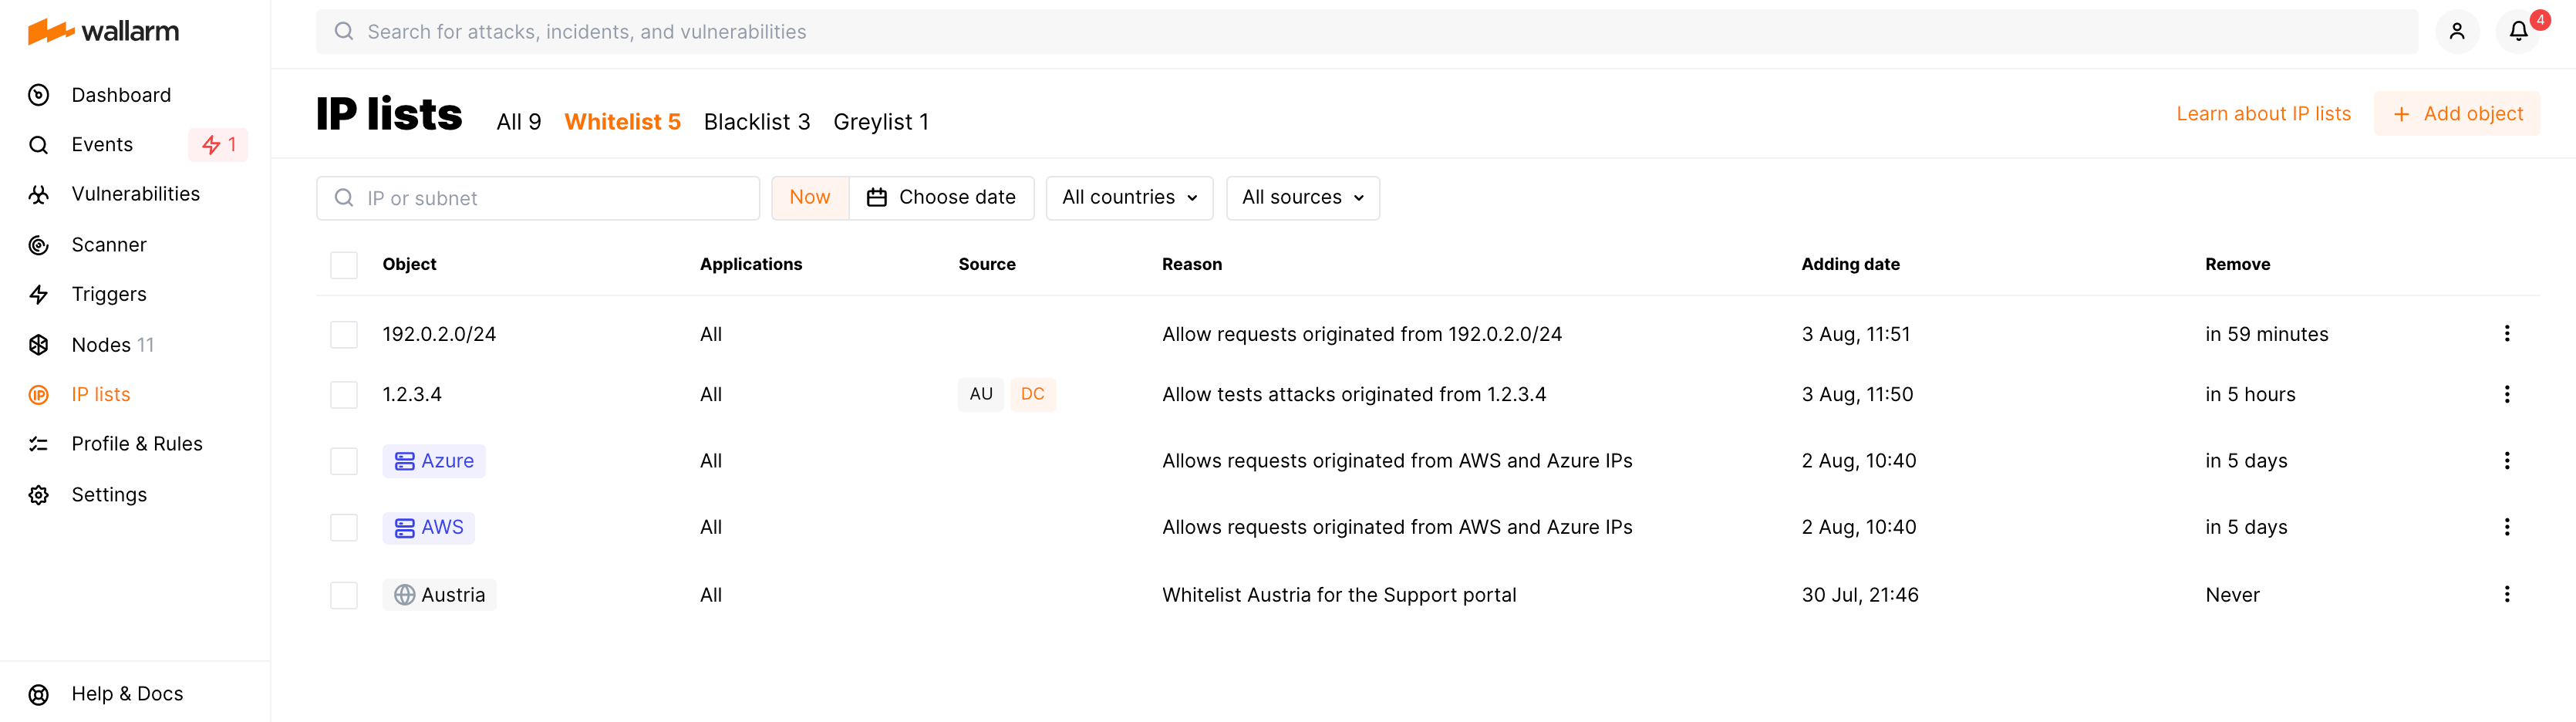 wallarm
Search for attacks, incidents, and vulnerabilities
4
Dashboard
Events 1
Vulnerabilities
Scanner
Triggers
Nodes 11
IP lists
Profile & Rules
Settings
Help & Docs
IP lists All 9 Whitelist 5 Blacklist 3 Greylist 1 Learn about IP lists + Add object
IP or subnet Now Choose date All countries All sources
Object Applications Source Reason Adding date Remove
192.0.2.0/24 All Allow requests originated from 192.0.2.0/24 3 Aug, 11:51 in 59 minutes
1.2.3.4 All AU DC Allow tests attacks originated from 1.2.3.4 3 Aug, 11:50 in 5 hours
Azure All Allows requests originated from AWS and Azure IPs 2 Aug, 10:40 in 5 days
AWS All Allows requests originated from AWS and Azure IPs 2 Aug, 10:40 in 5 days
Austria All Whitelist Austria for the Support portal 30 Jul, 21:46 Never